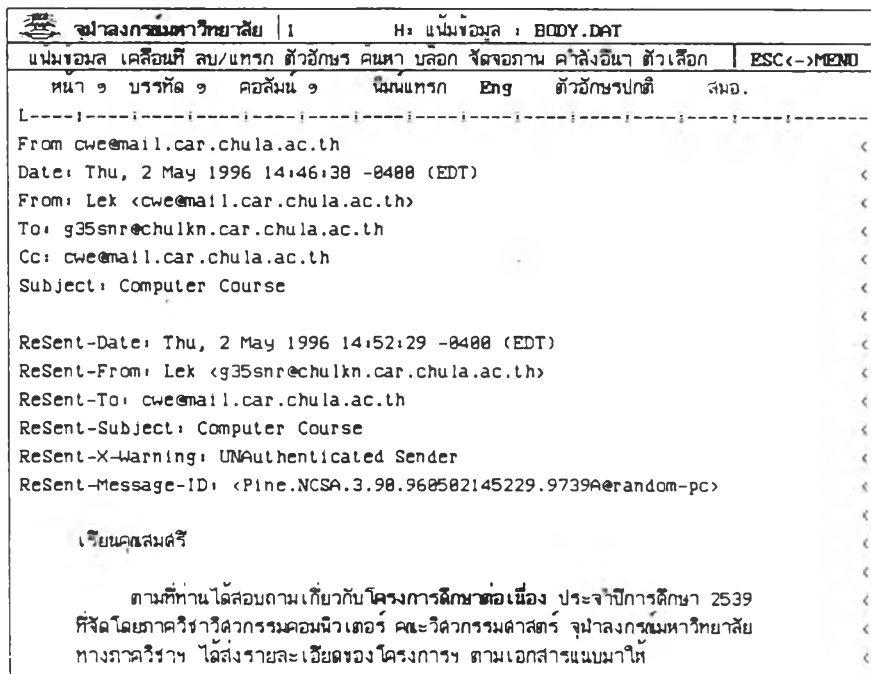 จุฬาลงกรณ์มหาวิทยาลัย | 1 H: แฟ้มข้อมูล : BODY.DAT
แฟ้มข้อมูล เคลื่อนที่ ลบ/แทรก ตัวอักษร ค้นหา บล็อก จัดจอภาพ คำสั่งอื่นๆ ตัวเลือก | ESC<->MENU
หน้า ๑ บรรทัด ๑ คอลัมน์ ๑ พิมพ์แทรก Eng ตัวอักษรปกติ สมอ.
L----!----!----!----!----!----!----!----!----!----!----!----!----!----!----!-------
From cwe@mail.car.chula.ac.th <
Date: Thu, 2 May 1996 14:46:38 -0400 (EDT) <
From: Lek <cwe@mail.car.chula.ac.th> <
To: g35snr@chulkn.car.chula.ac.th <
Cc: cwe@mail.car.chula.ac.th <
Subject: Computer Course <
<
ReSent-Date: Thu, 2 May 1996 14:52:29 -0400 (EDT) <
ReSent-From: Lek <g35snr@chulkn.car.chula.ac.th> <
ReSent-To: cwe@mail.car.chula.ac.th <
ReSent-Subject: Computer Course <
ReSent-X-Warning: UNAuthenticated Sender <
ReSent-Message-ID: <Pine.NCSA.3.90.960502145229.9739A@random-pc> <
<
เรียนคุณสมศรี <
<
ตามที่ท่านได้สอบถามเกี่ยวกับโครงการศึกษาต่อเนื่อง ประจำปีการศึกษา 2539 <
ที่จัดโดยภาควิชาวิศวกรรมคอมพิวเตอร์ คณะวิศวกรรมศาสตร์ จุฬาลงกรณ์มหาวิทยาลัย <
ทางภาควิชาฯ ได้ส่งรายละเอียดของโครงการฯ ตามเอกสารแนบมาให้ <